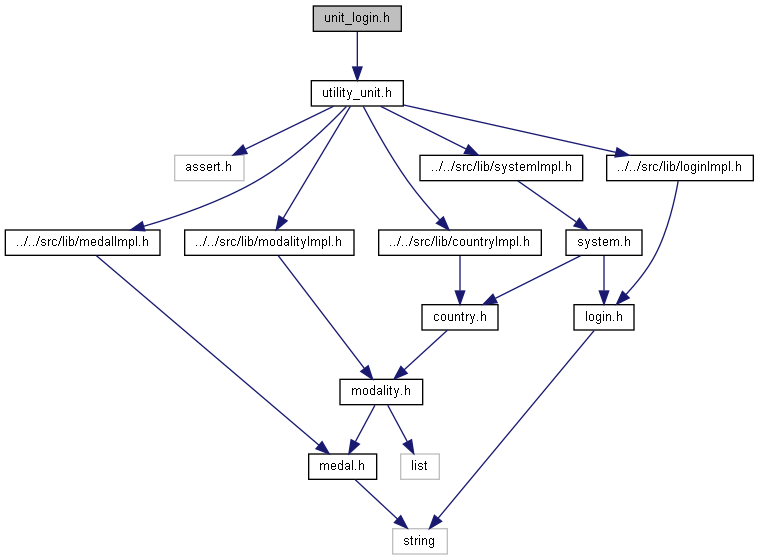 unit_login.h
utility_unit.h
assert.h
../../src/lib/systemImpl.h
../../src/lib/loginImpl.h
../../src/lib/medalImpl.h
../../src/lib/modalityImpl.h
../../src/lib/countryImpl.h
system.h
country.h
login.h
modality.h
medal.h
list
string